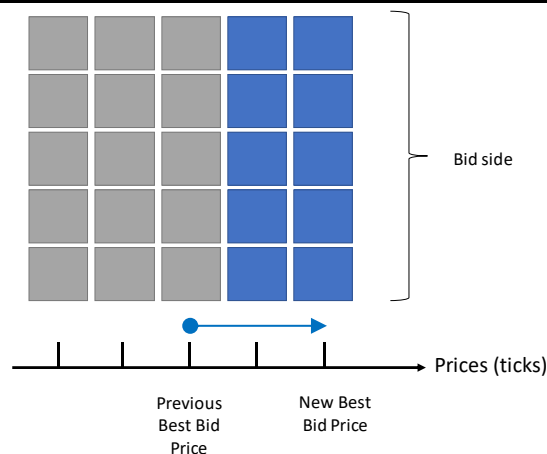 Bid side
Prices (ticks)
Previous
Best Bid
Price
New Best
Bid Price